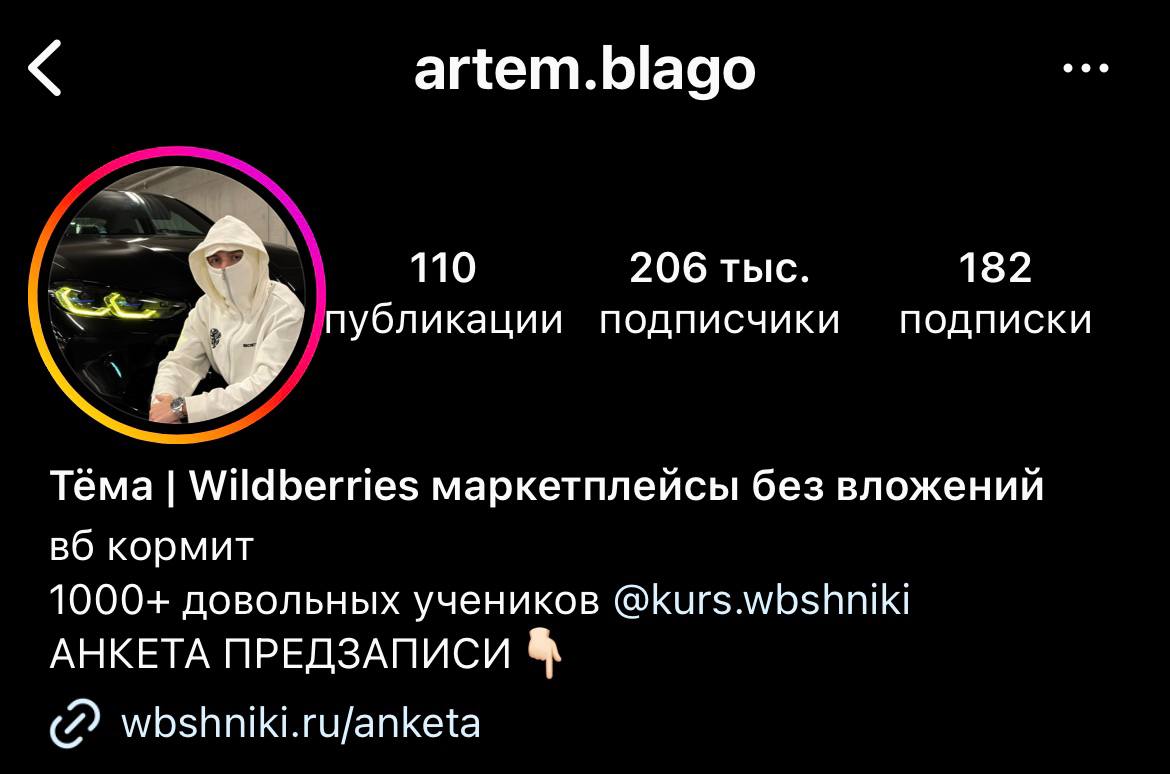 artem.blago
110
206 тыс.
182
публикации
подписчики
подписки
Тёма | Wildberries маркетплейсы без вложений
вб кормит
1000+ довольных учеников @kurs.wbshniki
АНКЕТА ПРЕДЗАПИСИ 👇🏻
wbshniki.ru/anketa